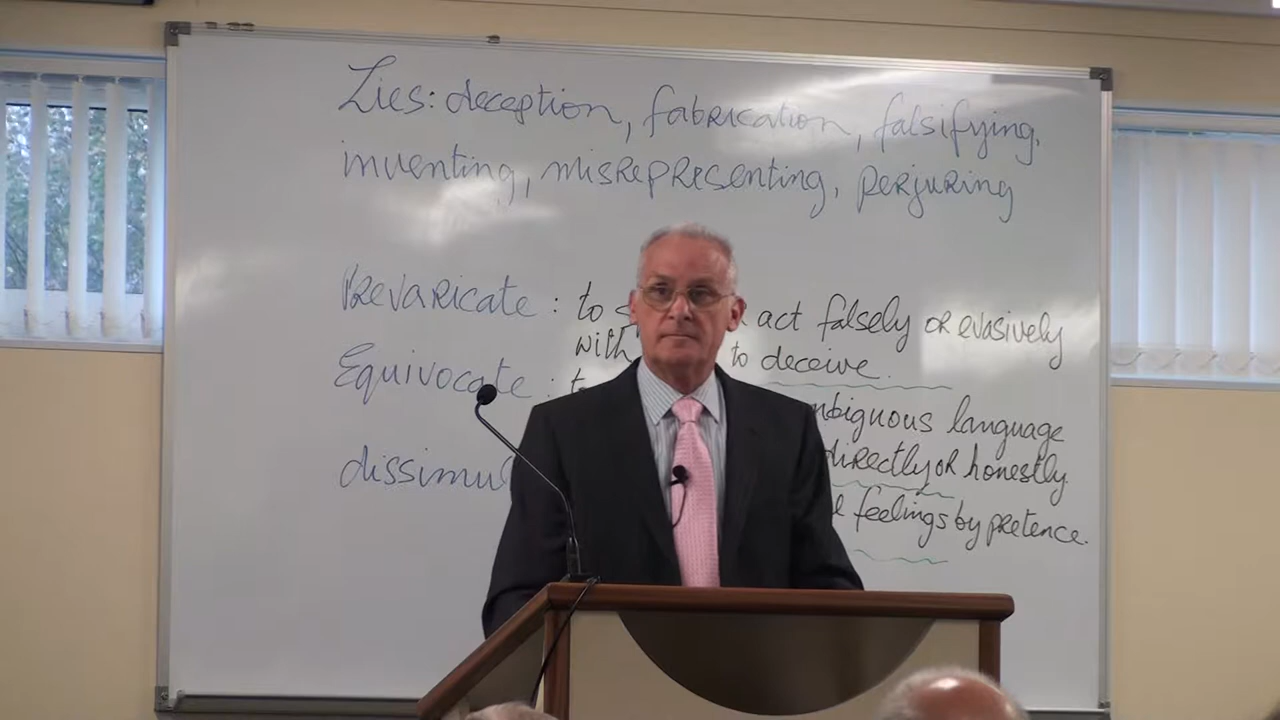 Lies: deception, fabrication, falsifying,
inventing, misrepresenting, perjuring
Prevaricate: to act falsely or evasively
with to deceive.
Equivocate: ambiguous language
directly or honestly
feelings by pretence.